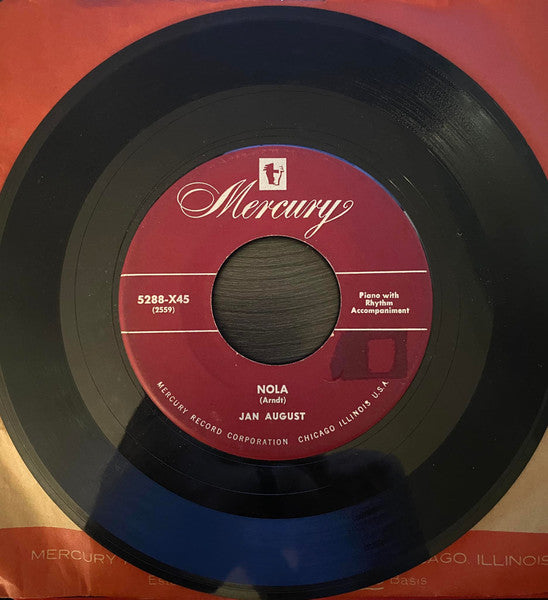 Mercury
5288-X45
(2559)
Piano with
Rhythm
Accompaniment
NOLA
(Arndt)
JAN AUGUST
MERCURY RECORD CORPORATION CHICAGO ILLINOIS U.S.A.
MERCURY
AGO, ILLINOIS
Basis